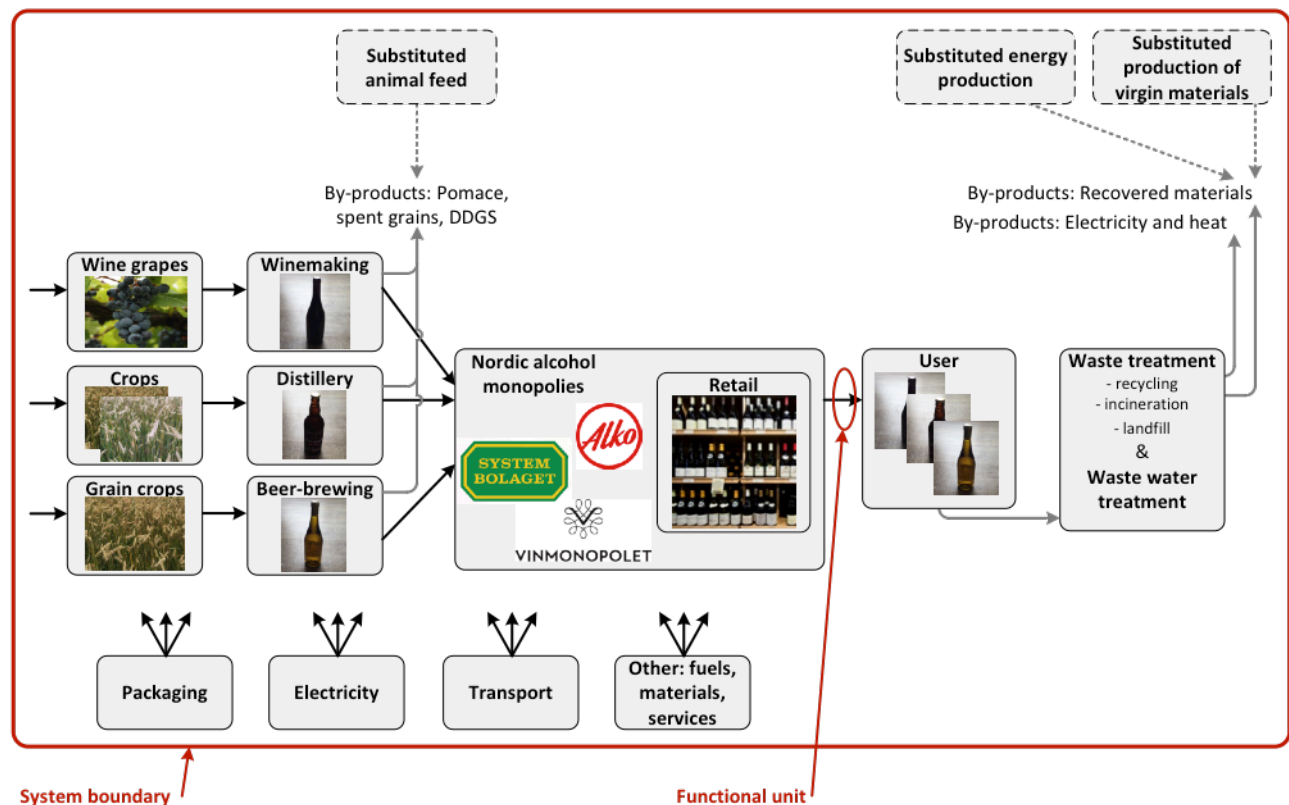 Substituted
animal feed
Substituted energy
production
Substituted
production of
virgin materials
By-products: Pomace,
spent grains, DDGS
By-products: Recovered materials
By-products: Electricity and heat
Wine grapes
Winemaking
Crops
Distillery
Grain crops
Beer-brewing
Nordic alcohol
monopolies
Alko
SYSTEM
BOLAGET
VINMONOPOLET
Retail
User
Waste treatment
- recycling
- incineration
- landfill
&
Waste water
treatment
Packaging
Electricity
Transport
Other: fuels,
materials,
services
System boundary
Functional unit